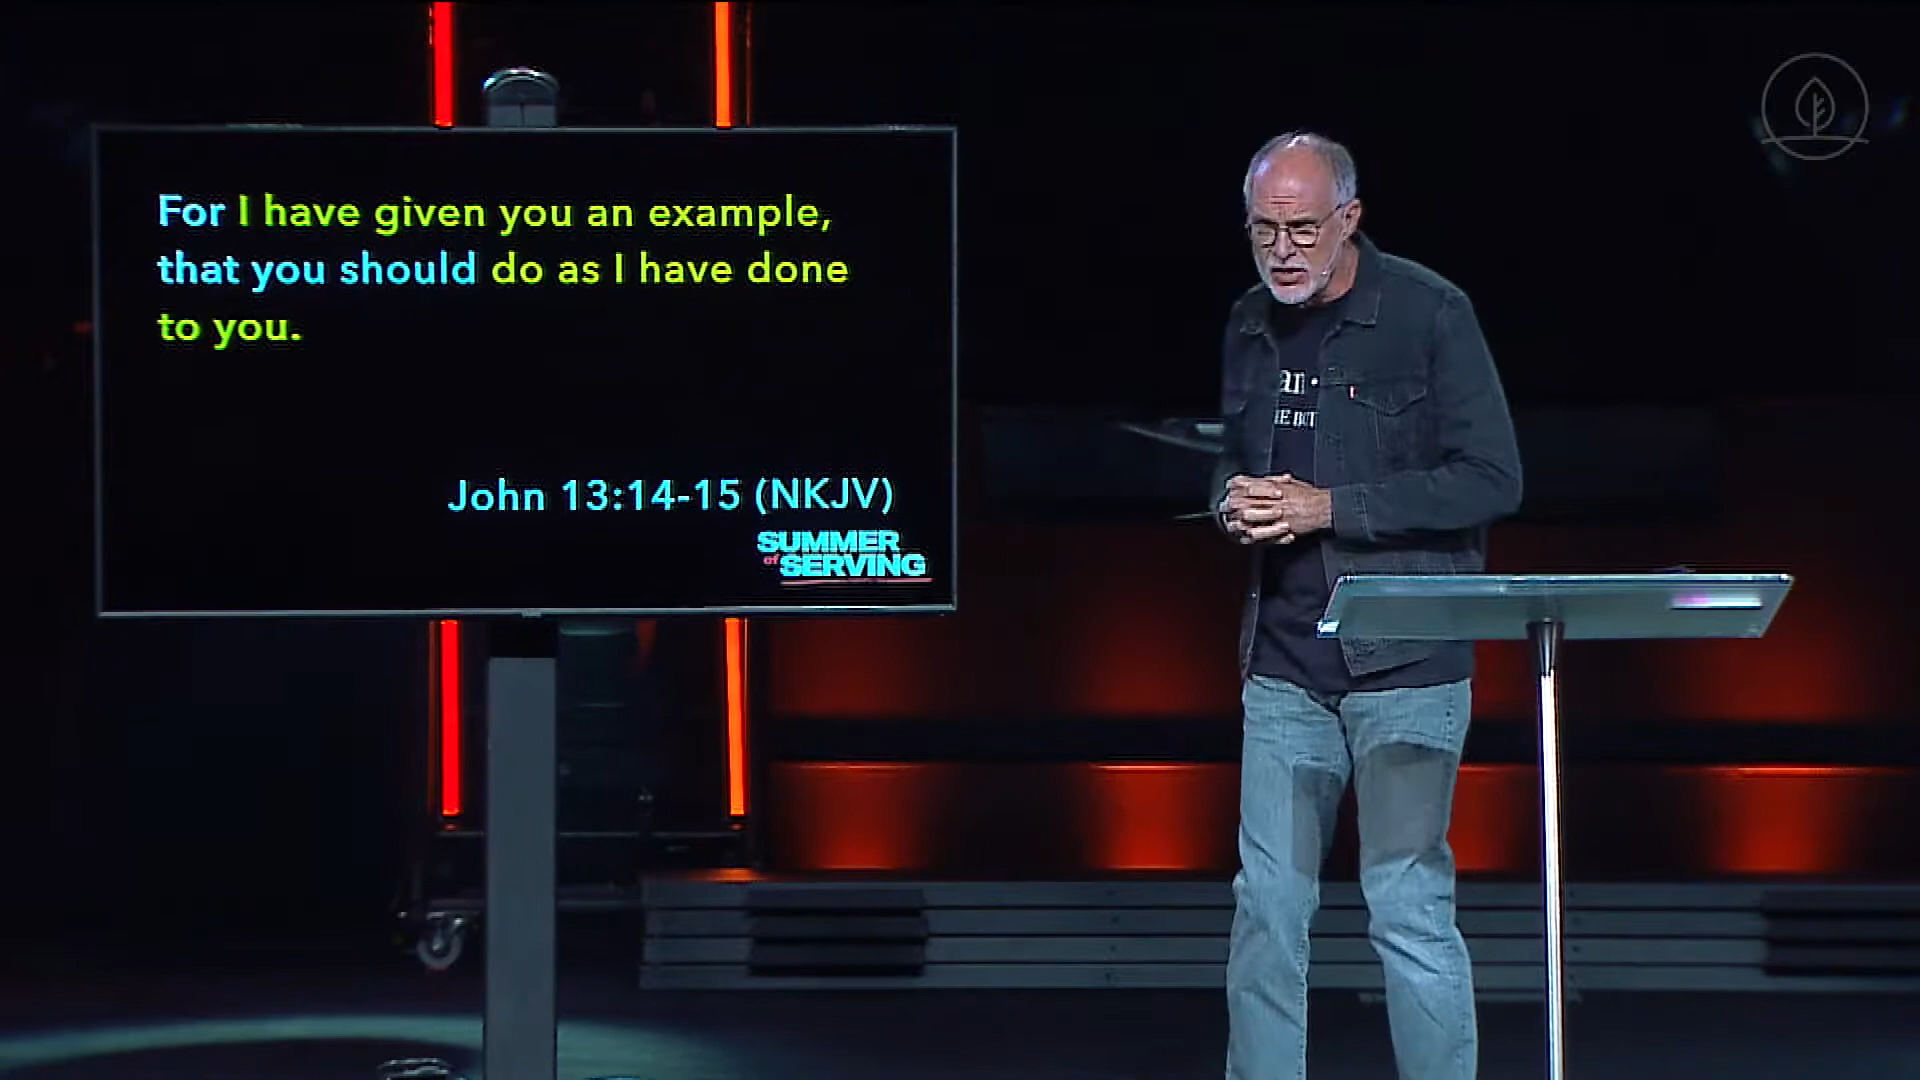 For I have given you an example,
that you should do as I have done
to you.
John 13:14-15 (NKJV)
SUMMER
of SERVING